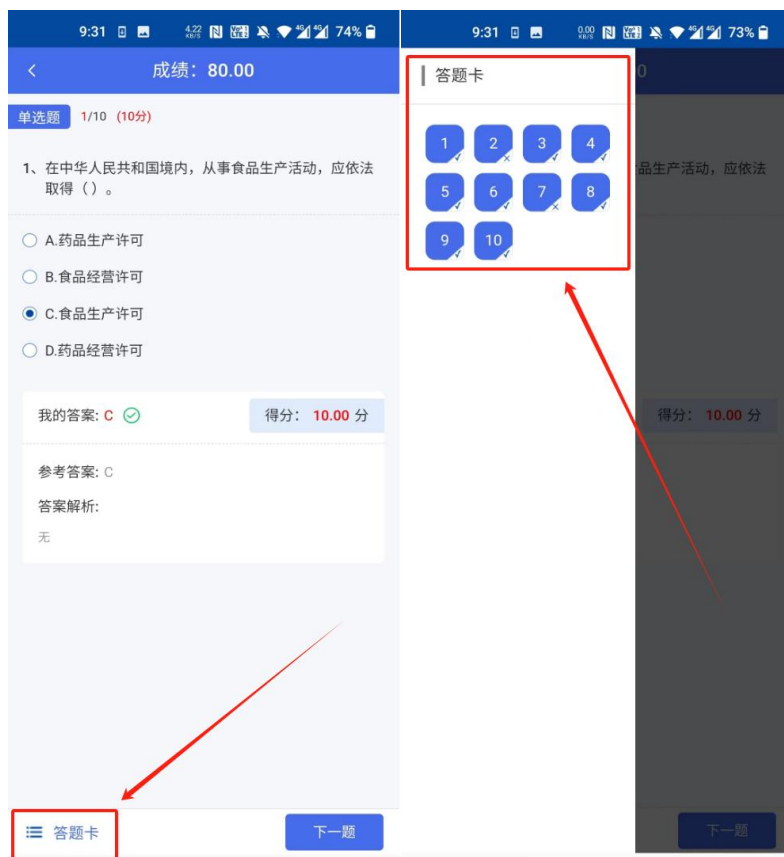 9:31
4.22 KB/S
74%
成绩：80.00
单选题 1/10 (10分)
1、在中华人民共和国境内，从事食品生产活动，应依法
取得（）。
A.药品生产许可
B.食品经营许可
C.食品生产许可
D.药品经营许可
我的答案: C
得分： 10.00 分
参考答案: C
答案解析:
无
答题卡
下一题
9:31
0.00 KB/S
73%
答题卡
0
1 2 3 4
5 6 7 8
9 10
品生产活动，应依法
得分： 10.00 分
下一题